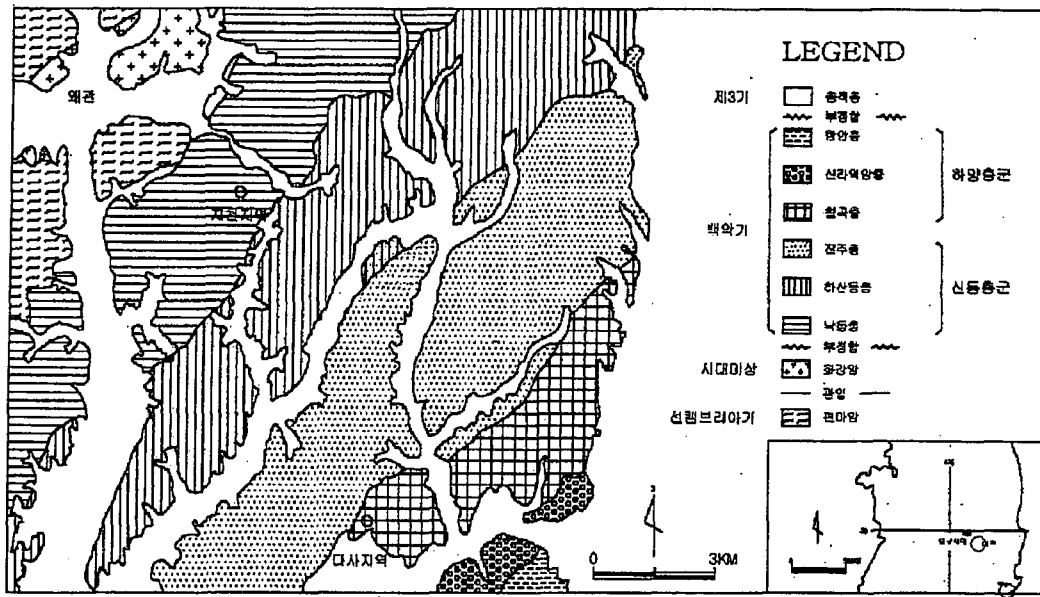 왜관
지천지역
다사지역
0 3KM
LEGEND
제3기
충적층
부정합
함안층
신라역암층
칠곡층
하양층군
백악기
진주층
하산동층
낙동층
신동층군
부정합
시대미상
화강암
관입
선캠브리아기
편마암